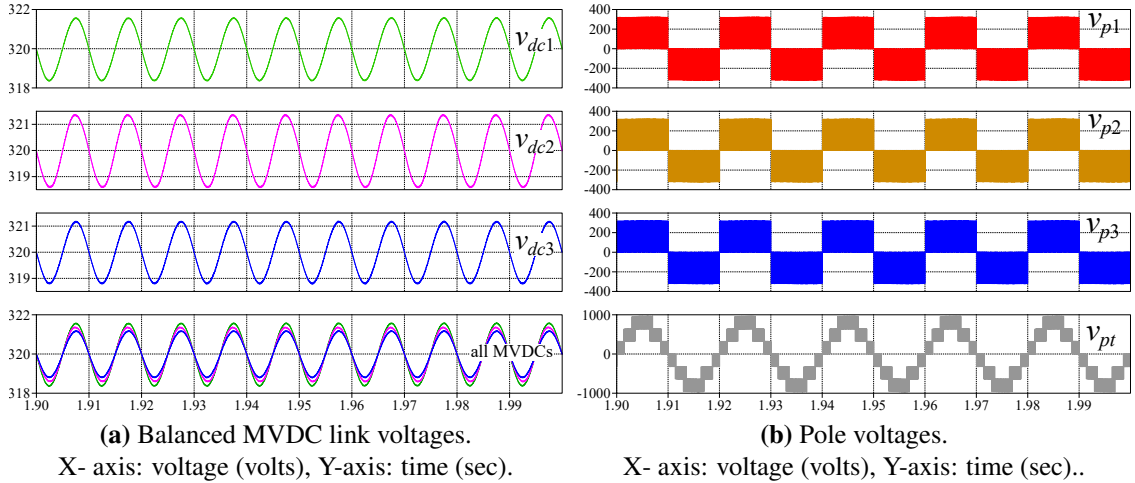 322
320
318
v_dc1
321
320
319
v_dc2
321
320
319
v_dc3
322
320
318
all MVDCs
1.90 1.91 1.92 1.93 1.94 1.95 1.96 1.97 1.98 1.99
(a) Balanced MVDC link voltages.
X- axis: voltage (volts), Y-axis: time (sec).
400
200
0
-200
-400
v_p1
400
200
0
-200
-400
v_p2
400
200
0
-200
-400
v_p3
1000
0
-1000
v_pt
1.90 1.91 1.92 1.93 1.94 1.95 1.96 1.97 1.98 1.99
(b) Pole voltages.
X- axis: voltage (volts), Y-axis: time (sec)..